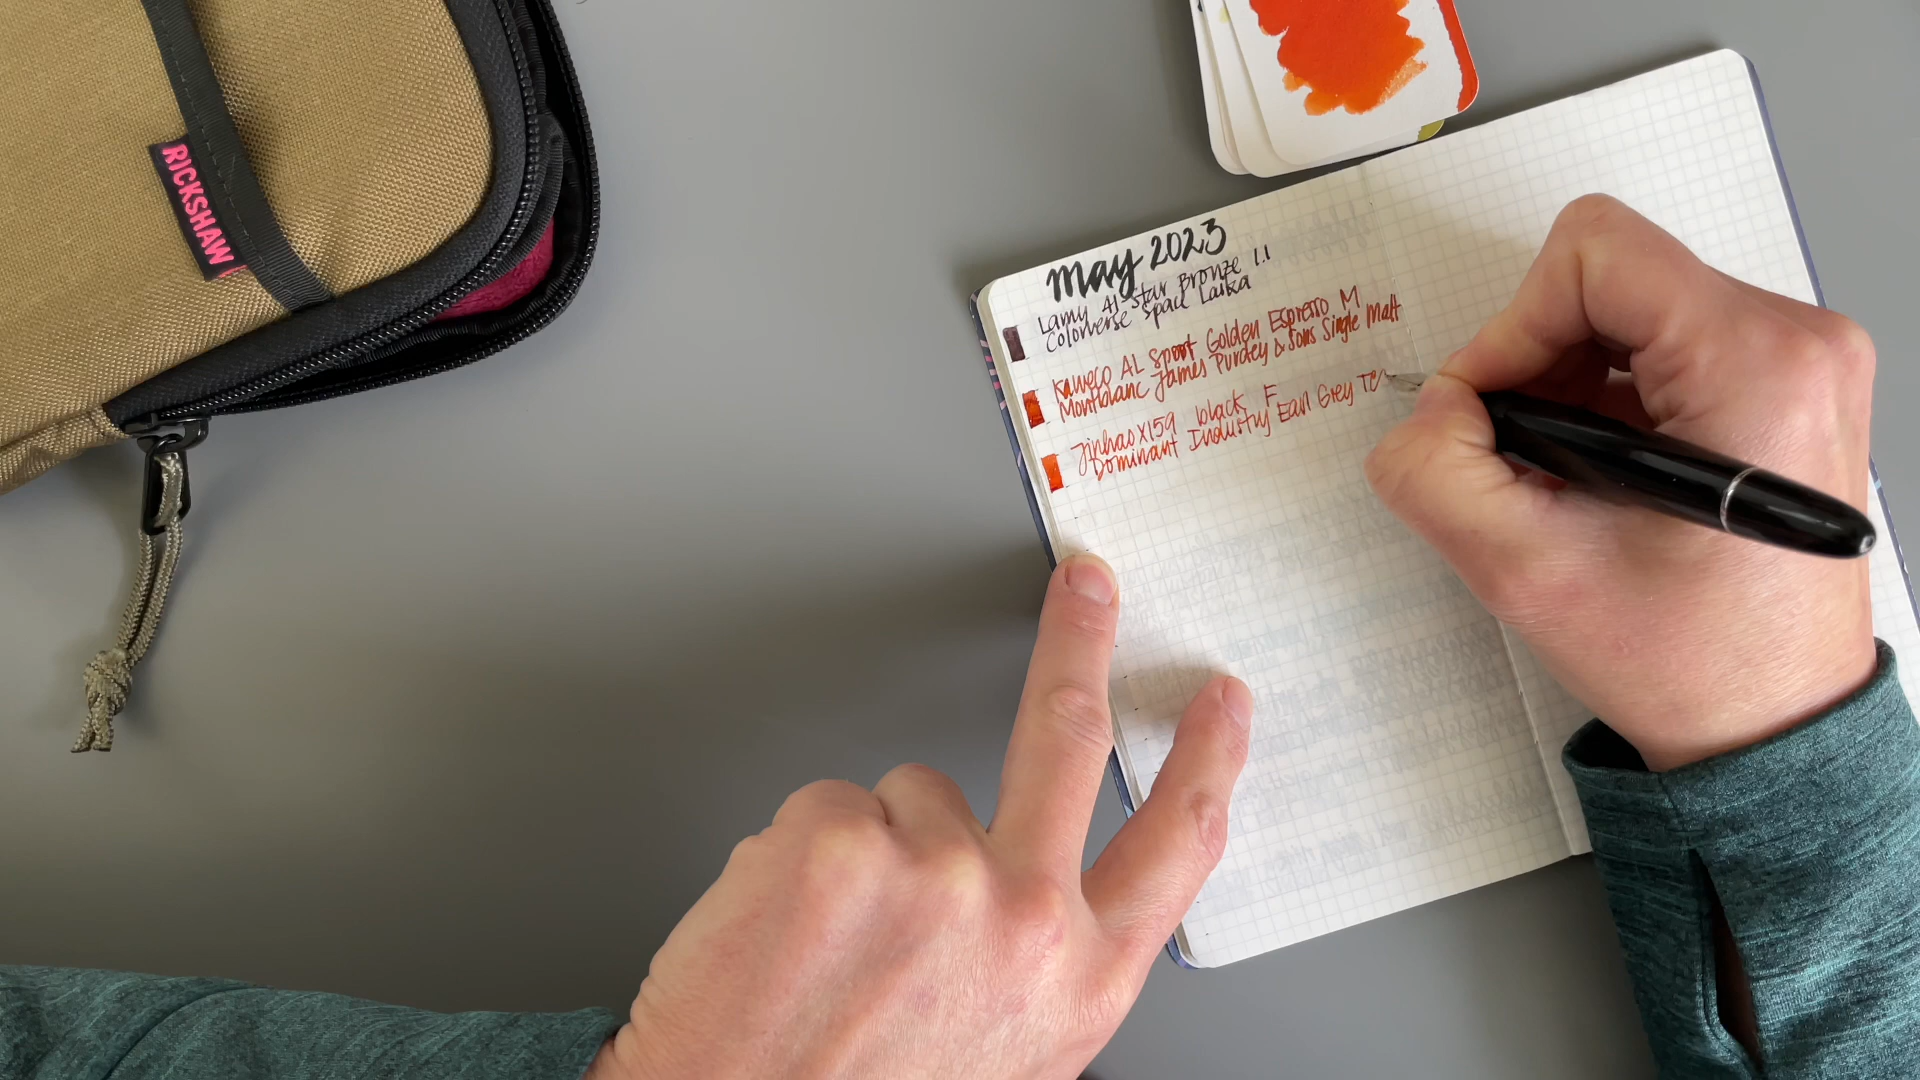 RICKSHAW
May 2023
Lamy Al Star Bronze 1.1
Colorverse Space Laika
Kaweco AL Sport Golden Espresso M
Montblanc James Purdey & Sons Single Malt
Jinhao X159 black F
Dominant Industry Earl Grey Te